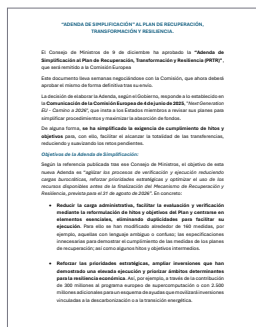 "ADENDA DE SIMPLIFICACIÓN" AL PLAN DE RECUPERACIÓN,
TRANSFORMACIÓN Y RESILIENCIA.
El Consejo de Ministros de 9 de diciembre ha aprobado la "Adenda de
Simplificación al Plan de Recuperación, Transformación y Resiliencia (PRTR)",
que será remitido a la Comisión Europea
Este documento lleva semanas negociándose con la Comisión, que ahora deberá
aprobar el mismo de forma definitiva tras su envío.
La decisión de elaborar la Adenda, según el Gobierno, responde a lo establecido en
la Comunicación de la Comisión Europea de 4 de junio de 2025, "Next Generation
EU - Camino a 2026", que insta a los Estados miembros a revisar sus planes para
simplificar procedimientos y maximizar la absorción de fondos.
De alguna forma, se ha simplificado la exigencia de cumplimiento de hitos y
objetivos para, con ello, facilitar el alcanzar la totalidad de las transferencias,
reduciendo y suavizando los retos pendientes.
Objetivos de la Adenda de Simplificación:
Según la referencia publicada tras ese Consejo de Ministros, el objetivo de esta
nueva Adenda es "agilizar los procesos de verificación y ejecución reduciendo
cargas burocráticas, reforzar prioridades estratégicas y optimizar el uso de los
recursos disponibles antes de la finalización del Mecanismo de Recuperación y
Resiliencia, prevista para el 31 de agosto de 2026". En concreto:
• Reducir la carga administrativa, facilitar la evaluación y verificación
mediante la reformulación de hitos y objetivos del Plan y centrarse en
elementos esenciales, eliminando duplicidades para facilitar su
ejecución. Para ello se han modificado alrededor de 160 medidas, por
ejemplo, aquellas con lenguaje ambiguo o confuso; las especificaciones
innecesarias para demostrar el cumplimiento de las medidas de los planes
de recuperación; así como algunos hitos y objetivos intermedios.
• Reforzar las prioridades estratégicas, ampliar inversiones que han
demostrado una elevada ejecución y priorizar ámbitos determinantes
para la resiliencia económica. Así, por ejemplo, a través de la contribución
de 300 millones al programa europeo de supercomputación o con 2.500
millones adicionales para un esquema de ayudas que movilizará inversiones
vinculadas a la descarbonización o a la transición energética.